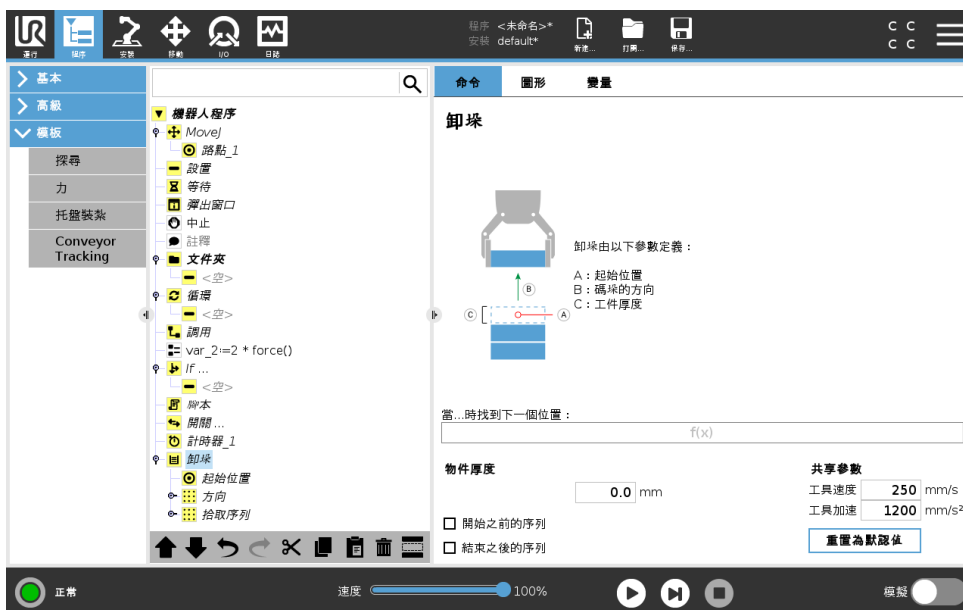 UR
運行
程序
安裝
移動
I/O
日誌
程序 <未命名>*
安裝 default*
新建...
打開...
保存...
C C
C C
基本
高級
模板
探尋
力
托盤裝紮
Conveyor
Tracking
機器人程序
MoveJ
路點_1
設置
等待
彈出窗口
中止
註釋
文件夾
<空>
循環
<空>
調用
var_2:=2 * force()
If ...
<空>
腳本
開關 ...
計時器_1
卸垛
起始位置
方向
拾取序列
命令
圖形
變量
卸垛
B
C
A
卸垛由以下參數定義：
A：起始位置
B：碼垛的方向
C：工件厚度
當...時找到下一個位置：
f(x)
物件厚度
0.0 mm
開始之前的序列
結束之後的序列
共享參數
工具速度 250 mm/s
工具加速 1200 mm/s²
重置為默認值
正常
速度 100%
模擬